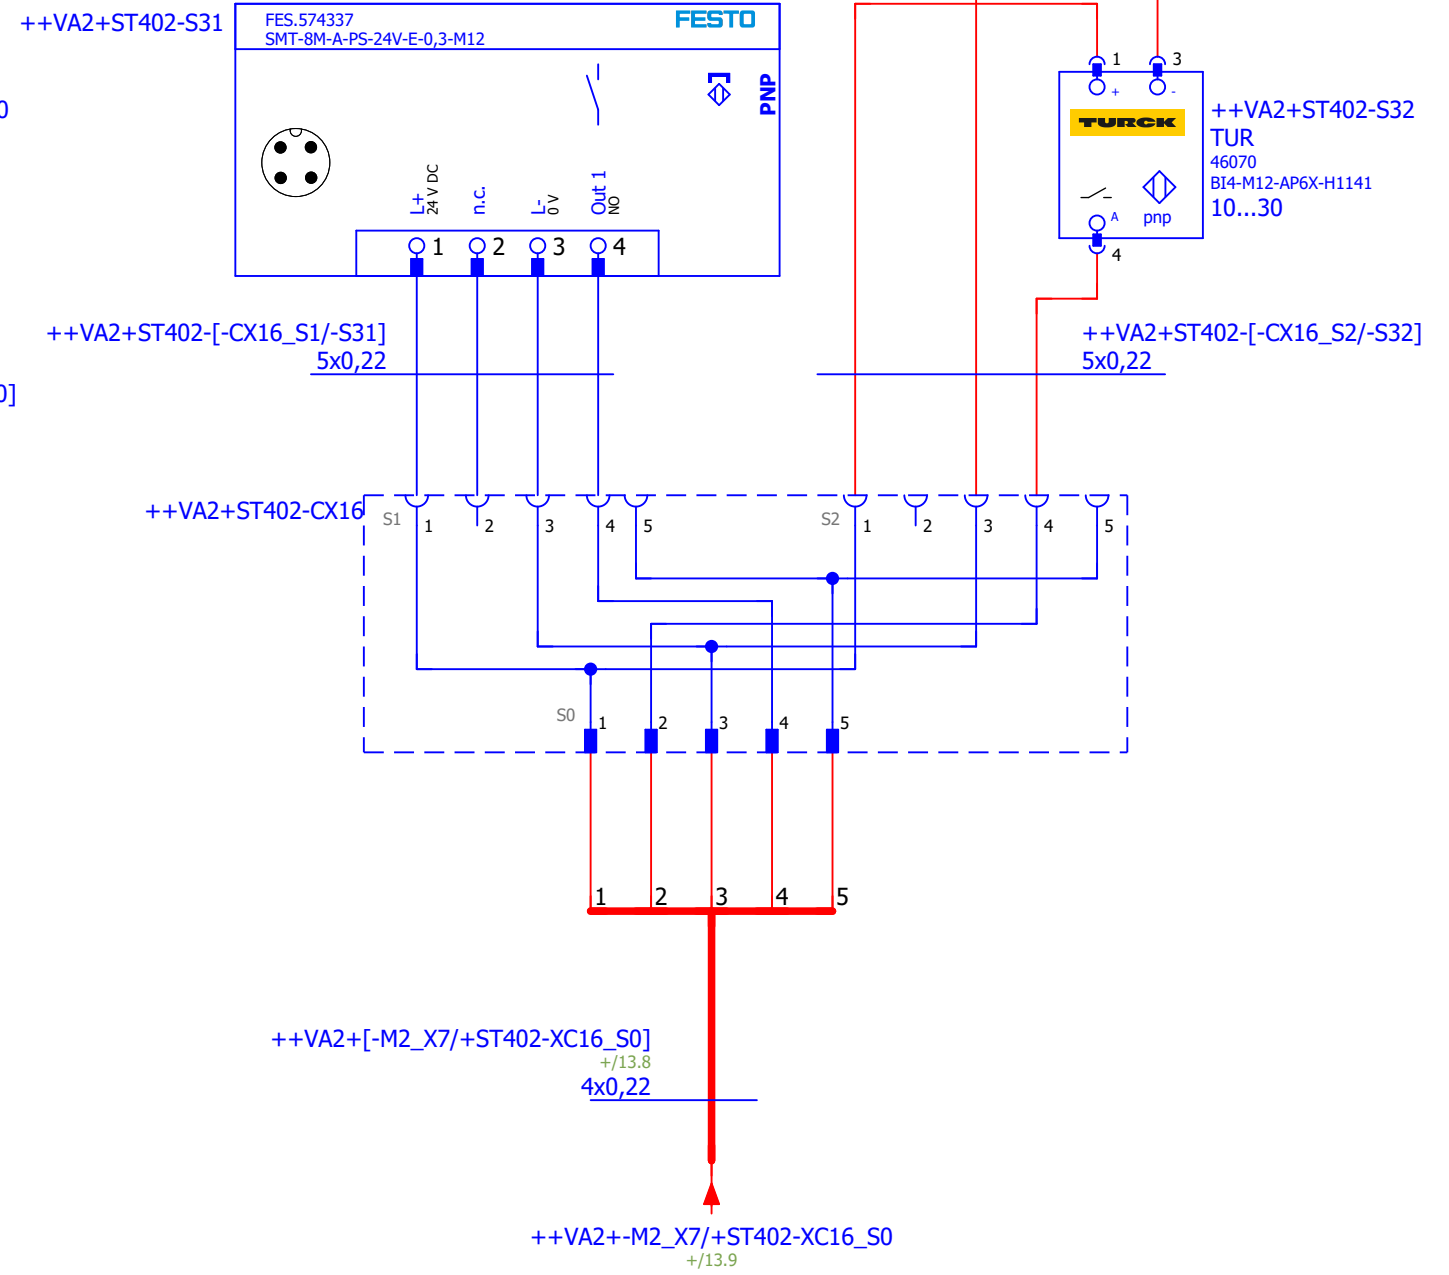 ++VA2+ST402-S31
FES.574337
SMT-8M-A-PS-24V-E-0,3-M12
FESTO
PNP
L+
24 V DC
n.c.
L-
0 V
Out 1
NO
1 2 3 4
1 3
+ -
TURCK
A
pnp
4
++VA2+ST402-S32
TUR
46070
BI4-M12-AP6X-H1141
10...30
0
++VA2+ST402-[-CX16_S1/-S31]
5x0,22
++VA2+ST402-[-CX16_S2/-S32]
5x0,22
0]
++VA2+ST402-CX16
S1 1 2 3 4 5 S2 1 2 3 4 5
S0 1 2 3 4 5
1 2 3 4 5
++VA2+[-M2_X7/+ST402-XC16_S0]
+/13.8
4x0,22
++VA2+-M2_X7/+ST402-XC16_S0
+/13.9